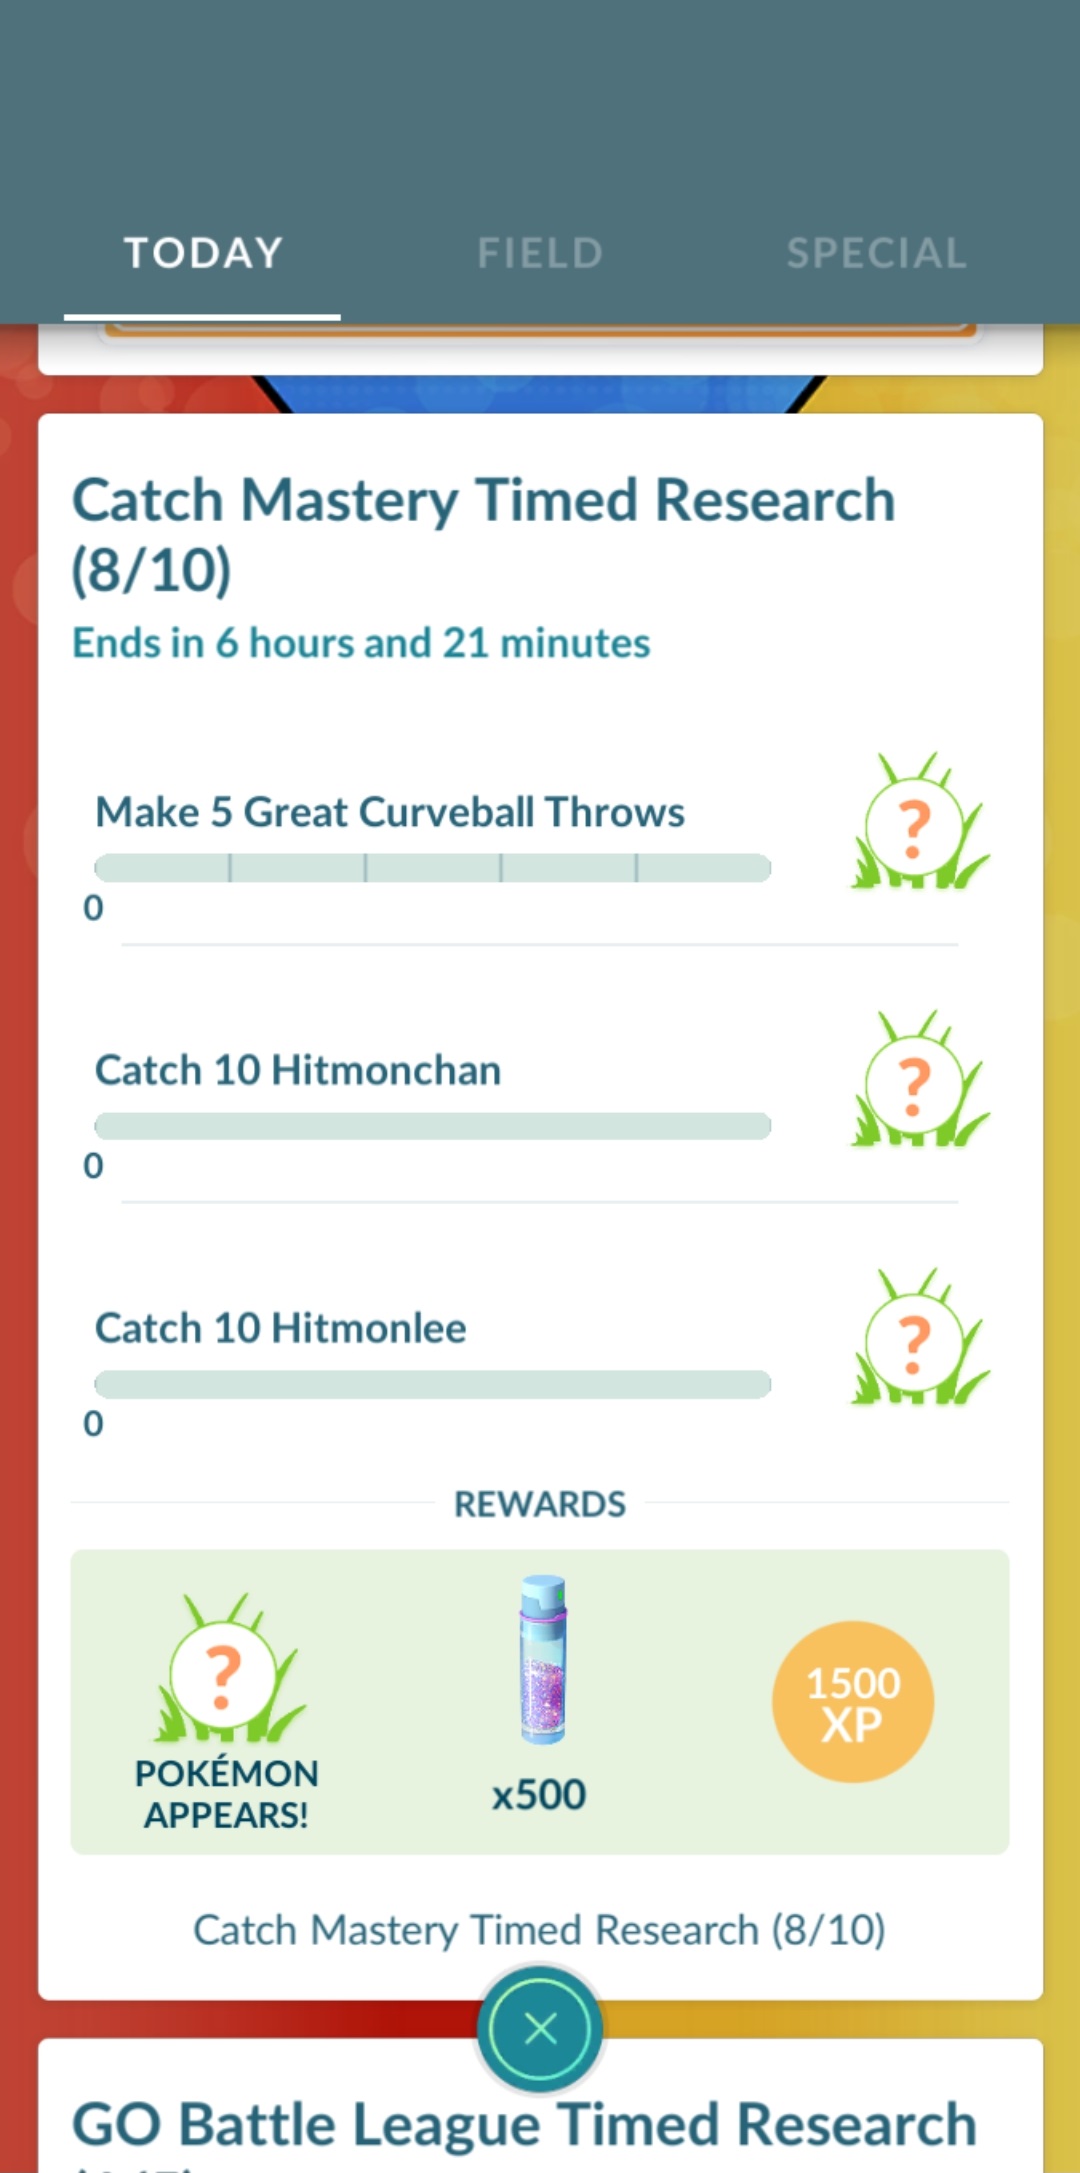 TODAY
FIELD
SPECIAL
Catch Mastery Timed Research
(8/10)
Ends in 6 hours and 21 minutes
Make 5 Great Curveball Throws
?
0
Catch 10 Hitmonchan
?
0
Catch 10 Hitmonlee
?
0
REWARDS
?
POKÉMON
APPEARS!
x500
1500
XP
Catch Mastery Timed Research (8/10)
GO Battle League Timed Research